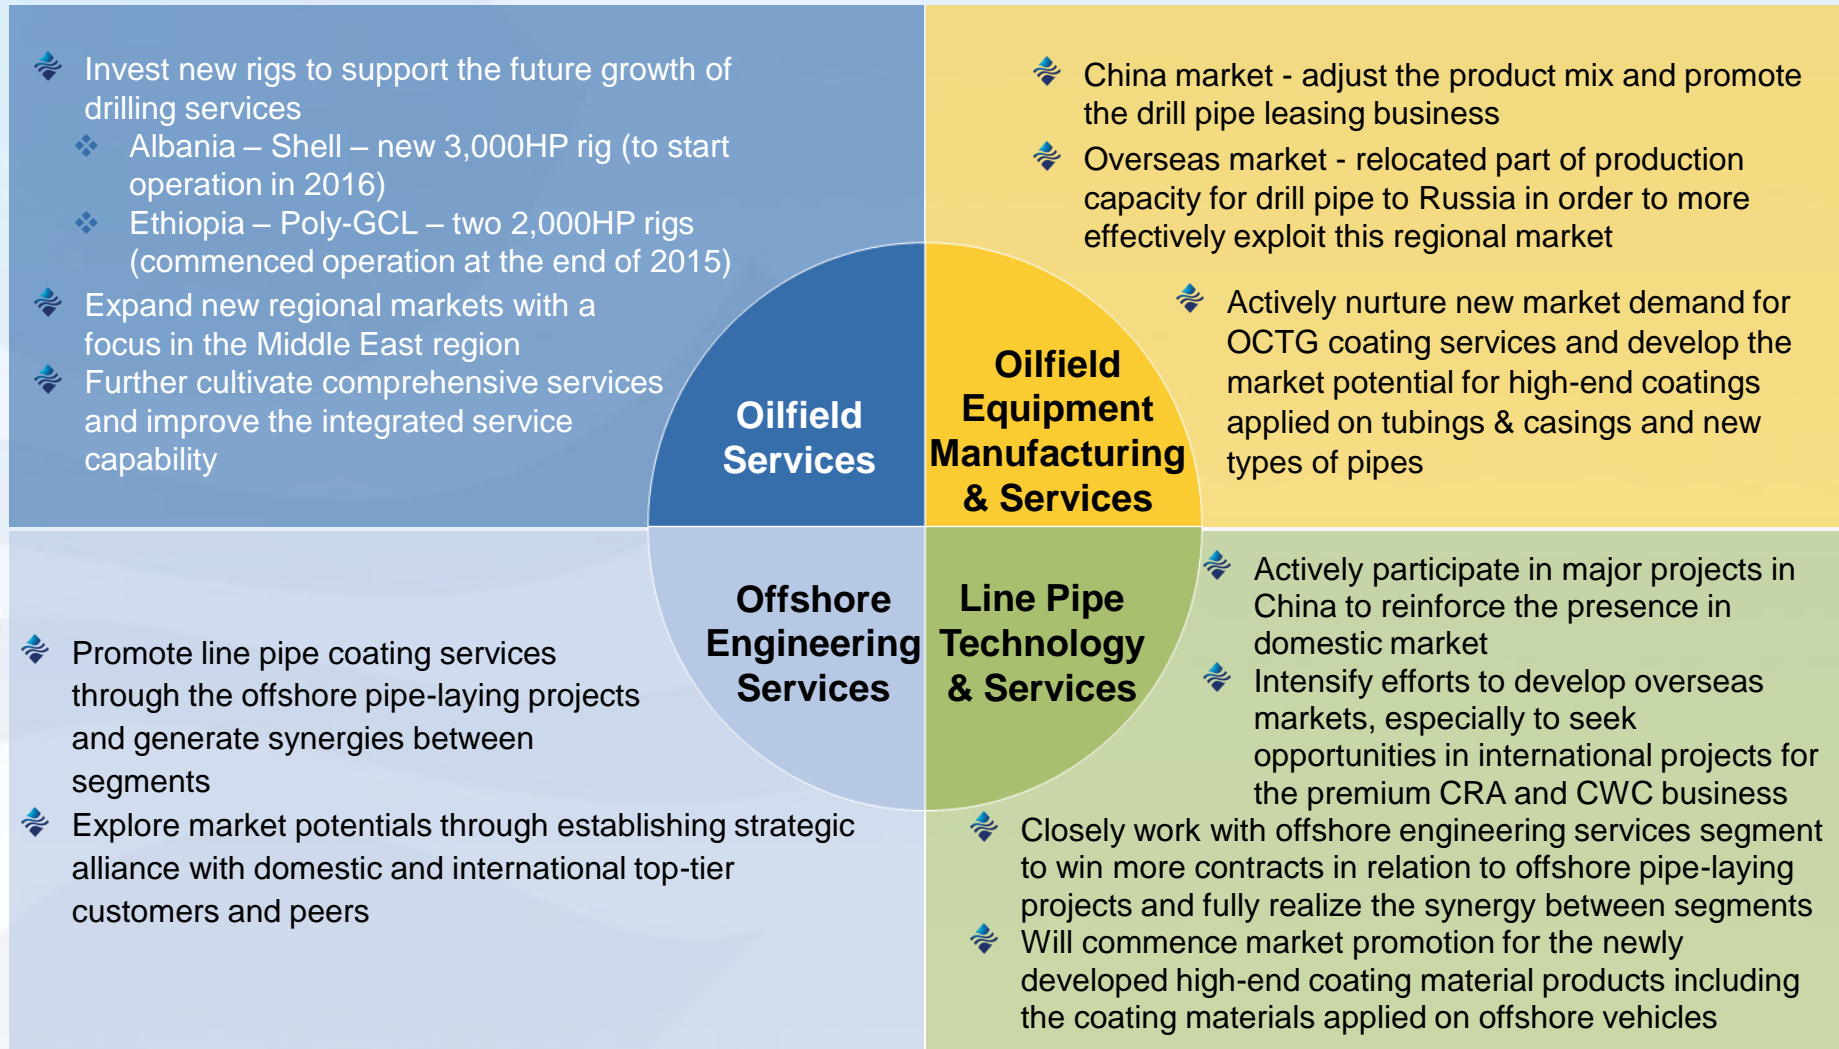 Invest new rigs to support the future growth of
drilling services
Albania – Shell – new 3,000HP rig (to start
operation in 2016)
Ethiopia – Poly-GCL – two 2,000HP rigs
(commenced operation at the end of 2015)
Expand new regional markets with a
focus in the Middle East region
Further cultivate comprehensive services
and improve the integrated service
capability
Oilfield
Services
China market - adjust the product mix and promote
the drill pipe leasing business
Overseas market - relocated part of production
capacity for drill pipe to Russia in order to more
effectively exploit this regional market
Actively nurture new market demand for
OCTG coating services and develop the
market potential for high-end coatings
applied on tubings & casings and new
types of pipes
Oilfield
Equipment
Manufacturing
& Services
Promote line pipe coating services
through the offshore pipe-laying projects
and generate synergies between
segments
Explore market potentials through establishing strategic
alliance with domestic and international top-tier
customers and peers
Offshore
Engineering
Services
Line Pipe
Technology
& Services
Actively participate in major projects in
China to reinforce the presence in
domestic market
Intensify efforts to develop overseas
markets, especially to seek
opportunities in international projects for
the premium CRA and CWC business
Closely work with offshore engineering services segment
to win more contracts in relation to offshore pipe-laying
projects and fully realize the synergy between segments
Will commence market promotion for the newly
developed high-end coating material products including
the coating materials applied on offshore vehicles